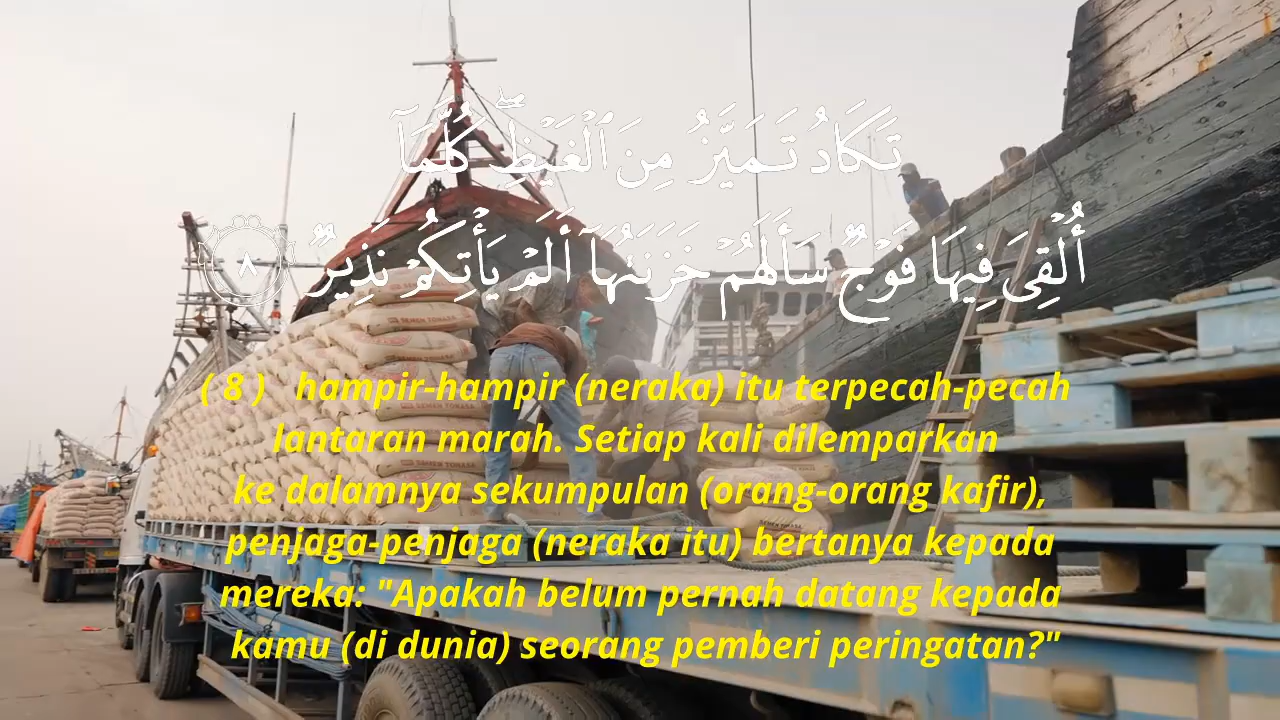 تَكَادُ تَمَيَّزُ مِنَ ٱلْغَيْظِ ۖ كُلَّمَآ
أُلْقِىَ فِيهَا فَوْجٌ سَأَلَهُمْ خَزَنَتُهَآ أَلَمْ يَأْتِكُمْ نَذِيرٌ ٨
( 8 ) hampir-hampir (neraka) itu terpecah-pecah
lantaran marah. Setiap kali dilemparkan
ke dalamnya sekumpulan (orang-orang kafir),
penjaga-penjaga (neraka itu) bertanya kepada
mereka: "Apakah belum pernah datang kepada
kamu (di dunia) seorang pemberi peringatan?"
SEMEN TONASA